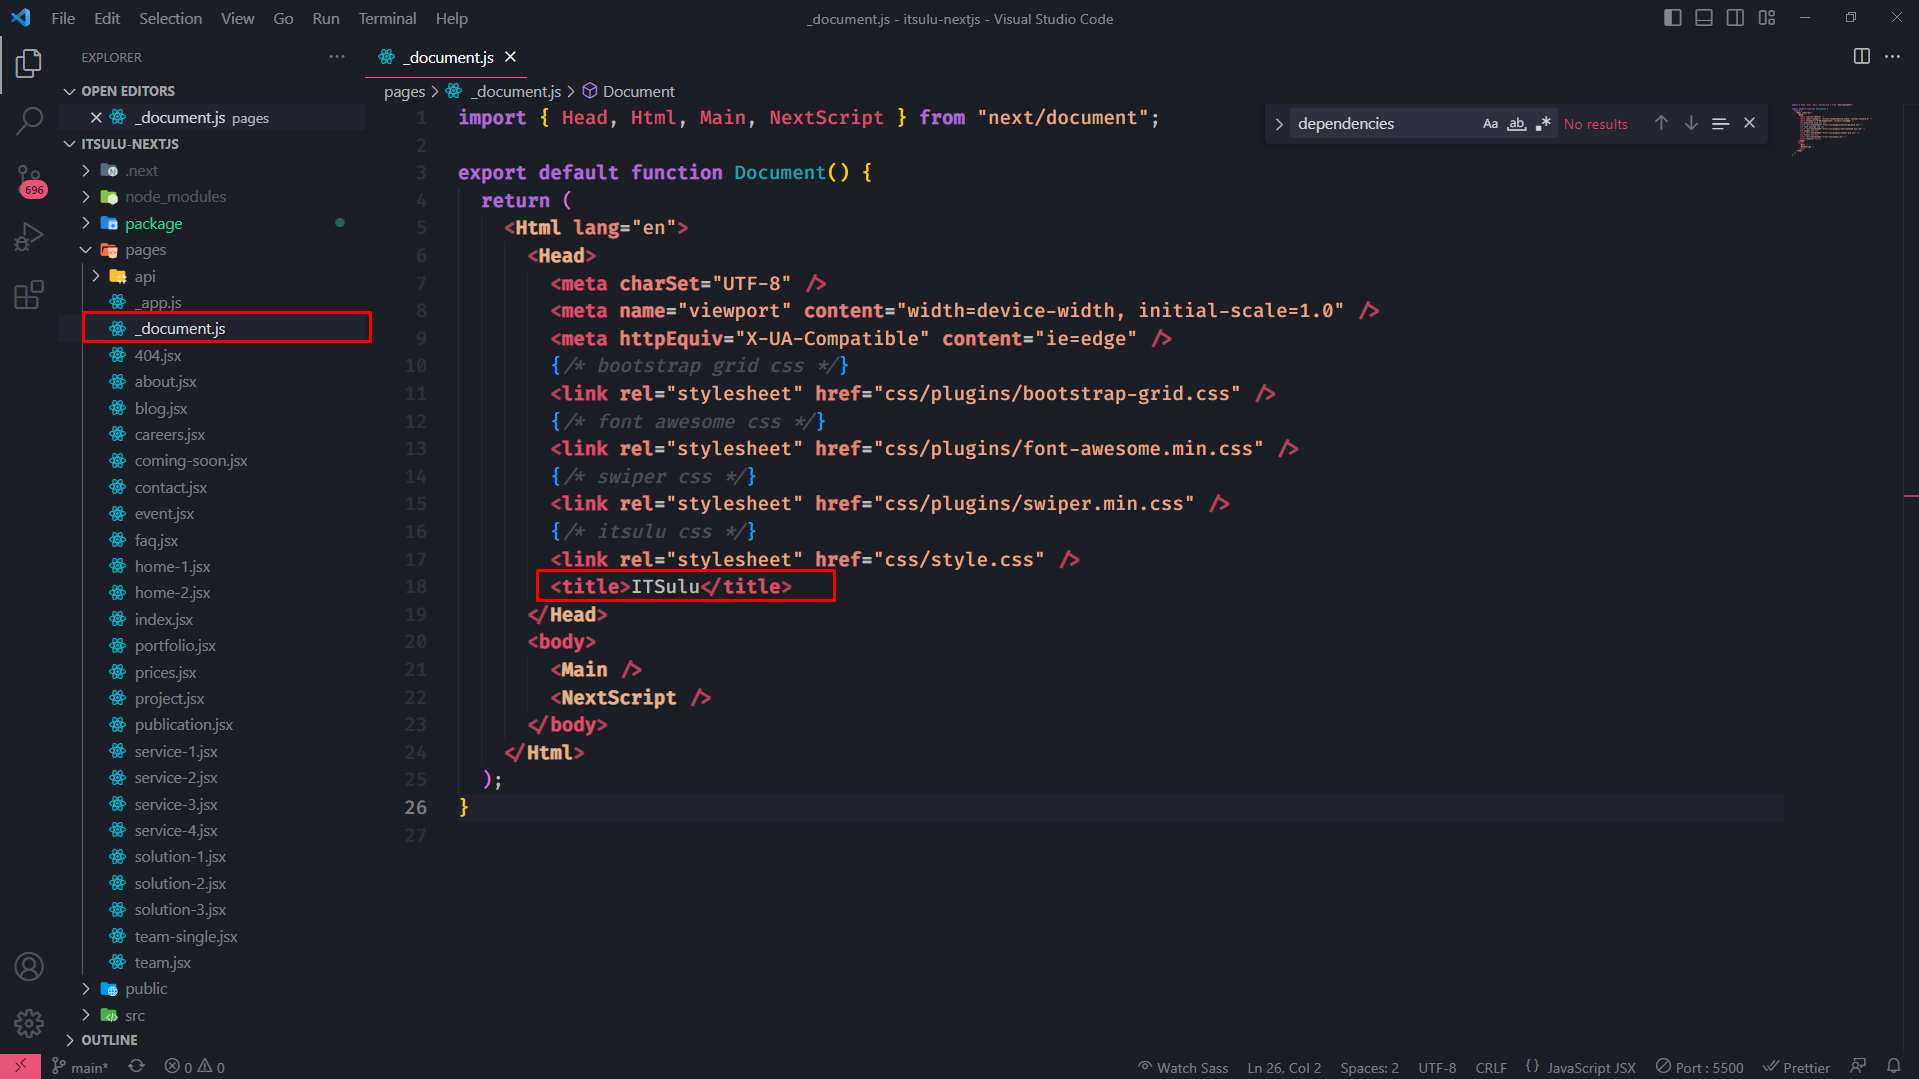 File Edit Selection View Go Run Terminal Help
_document.js - itsulu-nextjs - Visual Studio Code
EXPLORER
OPEN EDITORS
_document.js pages
ITSULU-NEXTJS
.next
node_modules
package
pages
api
_app.js
_document.js
404.jsx
about.jsx
blog.jsx
careers.jsx
coming-soon.jsx
contact.jsx
event.jsx
faq.jsx
home-1.jsx
home-2.jsx
index.jsx
portfolio.jsx
prices.jsx
project.jsx
publication.jsx
service-1.jsx
service-2.jsx
service-3.jsx
service-4.jsx
solution-1.jsx
solution-2.jsx
solution-3.jsx
team-single.jsx
team.jsx
public
src
OUTLINE
696
_document.js
pages > _document.js > Document
dependencies Aa ab .* No results
1 import { Head, Html, Main, NextScript } from "next/document";
2
3 export default function Document() {
4 return (
5 <Html lang="en">
6 <Head>
7 <meta charSet="UTF-8" />
8 <meta name="viewport" content="width=device-width, initial-scale=1.0" />
9 <meta httpEquiv="X-UA-Compatible" content="ie=edge" />
10 {/* bootstrap grid css */}
11 <link rel="stylesheet" href="css/plugins/bootstrap-grid.css" />
12 {/* font awesome css */}
13 <link rel="stylesheet" href="css/plugins/font-awesome.min.css" />
14 {/* swiper css */}
15 <link rel="stylesheet" href="css/plugins/swiper.min.css" />
16 {/* itsulu css */}
17 <link rel="stylesheet" href="css/style.css" />
18 <title>ITSulu</title>
19 </Head>
20 <body>
21 <Main />
22 <NextScript />
23 </body>
24 </Html>
25 );
26 }
27
main* 0 0
Watch Sass Ln 26, Col 2 Spaces: 2 UTF-8 CRLF {} JavaScript JSX Port : 5500 Prettier